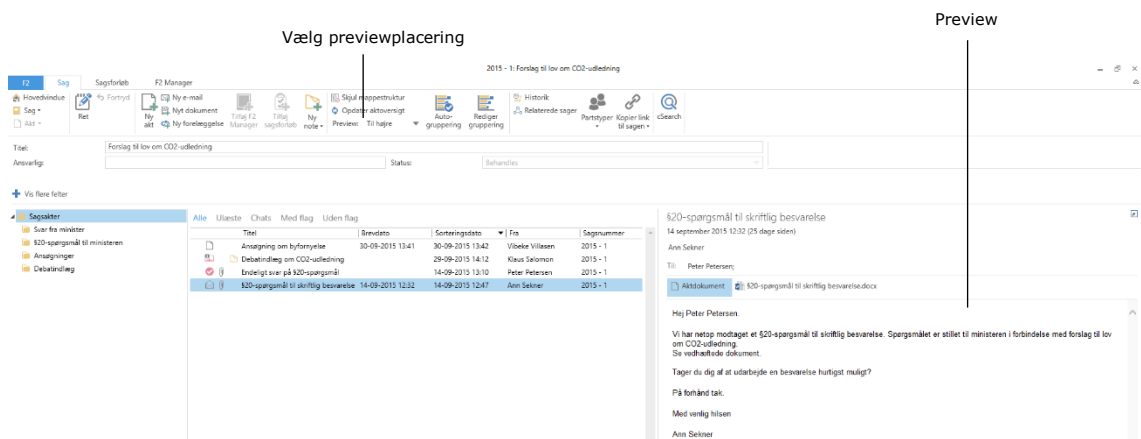 Preview
Vælg previewplacering
2015 - 1: Forslag til lov om CO2-udledning
F2 Sag Sagsforløb F2 Manager
Hovedvindue
Sag
Akt
Ret
Fortryd
Ny akt
Ny e-mail
Nyt dokument
Ny forelæggelse
Tilføj F2 Manager
Tilføj sagsforløb
Ny note
Skjul mappestruktur
Opdater aktoversigt
Preview: Til højre
Auto-gruppering
Rediger gruppering
Historik
Relaterede sager
Partstyper
Kopier link til sagen
cSearch
Titel: Forslag til lov om CO2-udledning
Ansvarlig: Status: Behandles
Vis flere felter
Sagsakter
Svar fra minister
§20-spørgsmål til ministeren
Ansøgninger
Debatindlæg
Alle Ulæste Chats Med flag Uden flag
Titel Brevdato Sorteringsdato Fra Sagsnummer
Ansøgning om byfornyelse 30-09-2015 13:41 30-09-2015 13:42 Vibeke Villasen 2015 - 1
Debatindlæg om CO2-udledning 29-09-2015 14:12 Klaus Salomon 2015 - 1
Endeligt svar på §20-spørgsmål 14-09-2015 13:10 Peter Petersen 2015 - 1
§20-spørgsmål til skriftlig besvarelse 14-09-2015 12:32 14-09-2015 12:47 Ann Sekner 2015 - 1
§20-spørgsmål til skriftlig besvarelse
14 september 2015 12:32 (25 dage siden)
Ann Sekner
Til: Peter Petersen;
Aktdokument §20-spørgsmål til skriftlig besvarelse.docx
Hej Peter Petersen.
Vi har netop modtaget et §20-spørgsmål til skriftlig besvarelse. Spørgsmålet er stillet til ministeren i forbindelse med forslag til lov
om CO2-udledning.
Se vedhæftede dokument.
Tager du dig af at udarbejde en besvarelse hurtigst muligt?
På forhånd tak.
Med venlig hilsen
Ann Sekner